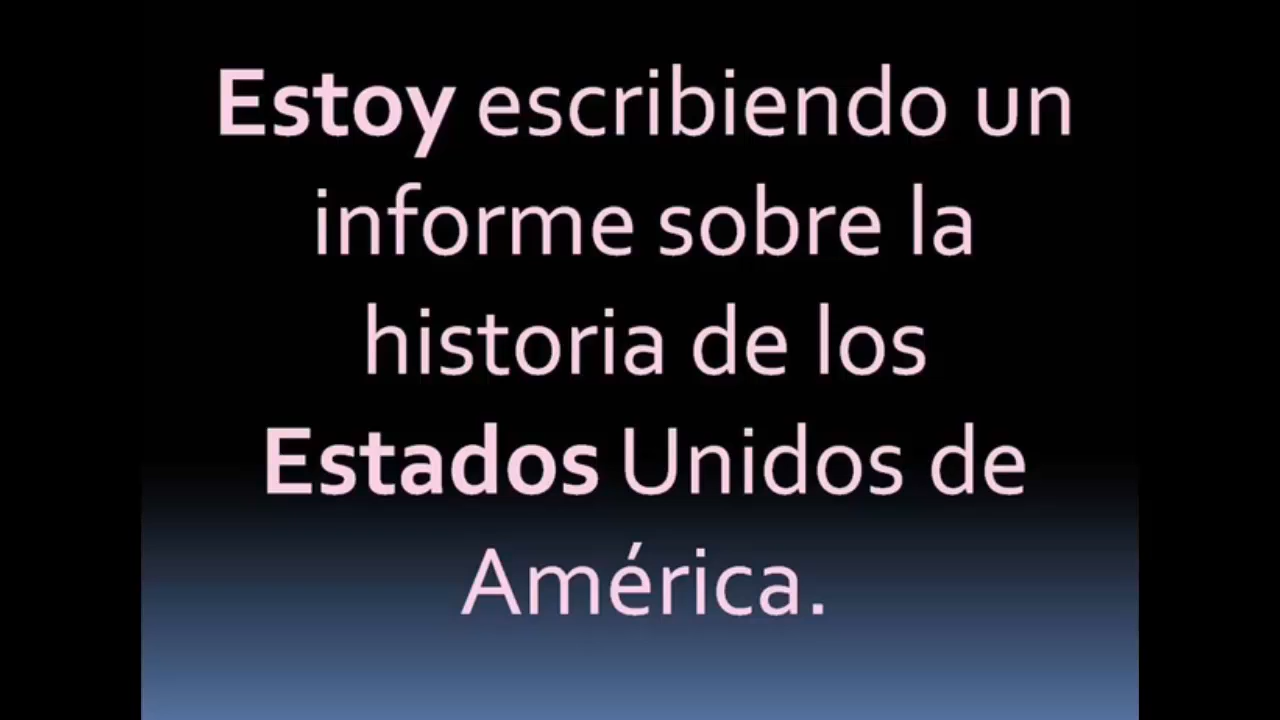 Estoy escribiendo un
informe sobre la
historia de los
Estados Unidos de
América.